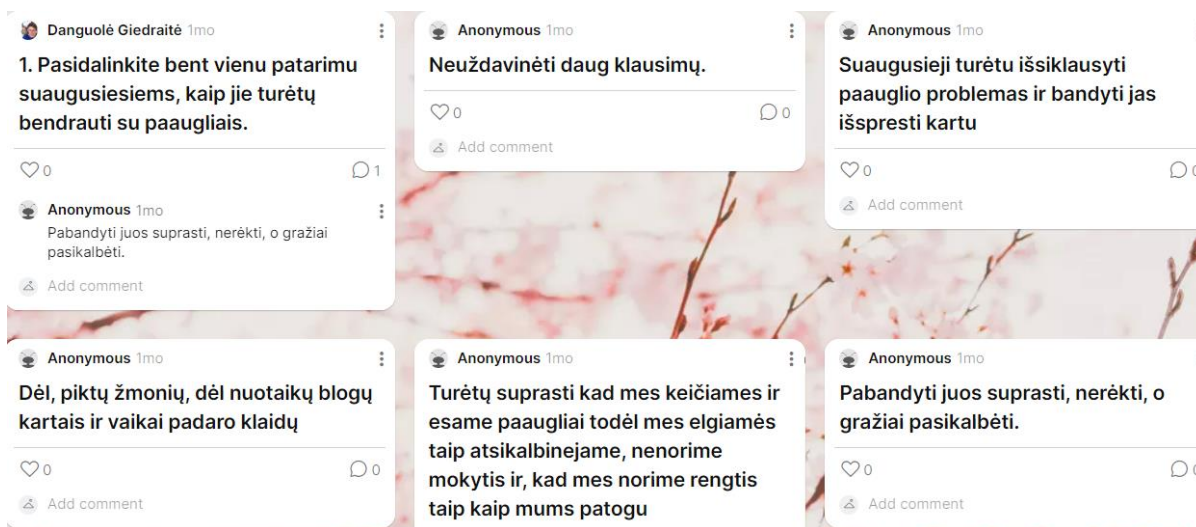 Danguolė Giedraitė 1mo
1. Pasidalinkite bent vienu patarimu
suaugusiesiems, kaip jie turėtų
bendrauti su paaugliais.
0
1
Anonymous 1mo
Pabandyti juos suprasti, nerėkti, o gražiai
pasikalbėti.
Add comment
Anonymous 1mo
Neuždavinėti daug klausimų.
0
0
Add comment
Anonymous 1mo
Suaugusieji turėtu išsiklausyti
paauglio problemas ir bandyti jas
išspresti kartu
0
0
Add comment
Anonymous 1mo
Dėl, piktų žmonių, dėl nuotaikų blogų
kartais ir vaikai padaro klaidų
0
0
Add comment
Anonymous 1mo
Turėtų suprasti kad mes keičiames ir
esame paaugliai todėl mes elgiamės
taip atsikalbinejame, nenorime
mokytis ir, kad mes norime rengtis
taip kaip mums patogu
Anonymous 1mo
Pabandyti juos suprasti, nerėkti, o
gražiai pasikalbėti.
0
0
Add comment